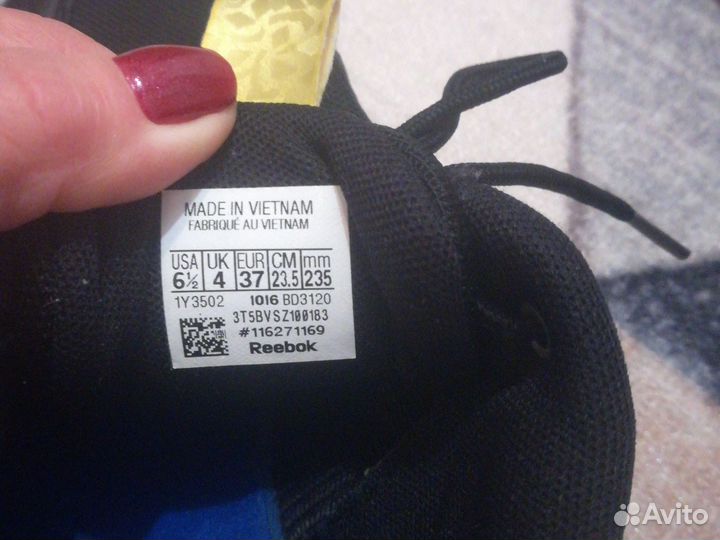 MADE IN VIETNAM
FABRIQUÉ AU VIETNAM
USA UK EUR CM mm
6½ 4 37 23.5 235
1Y3502 1016 BD3120
3T5BVSZ100183
#116271169
Reebok
Avito